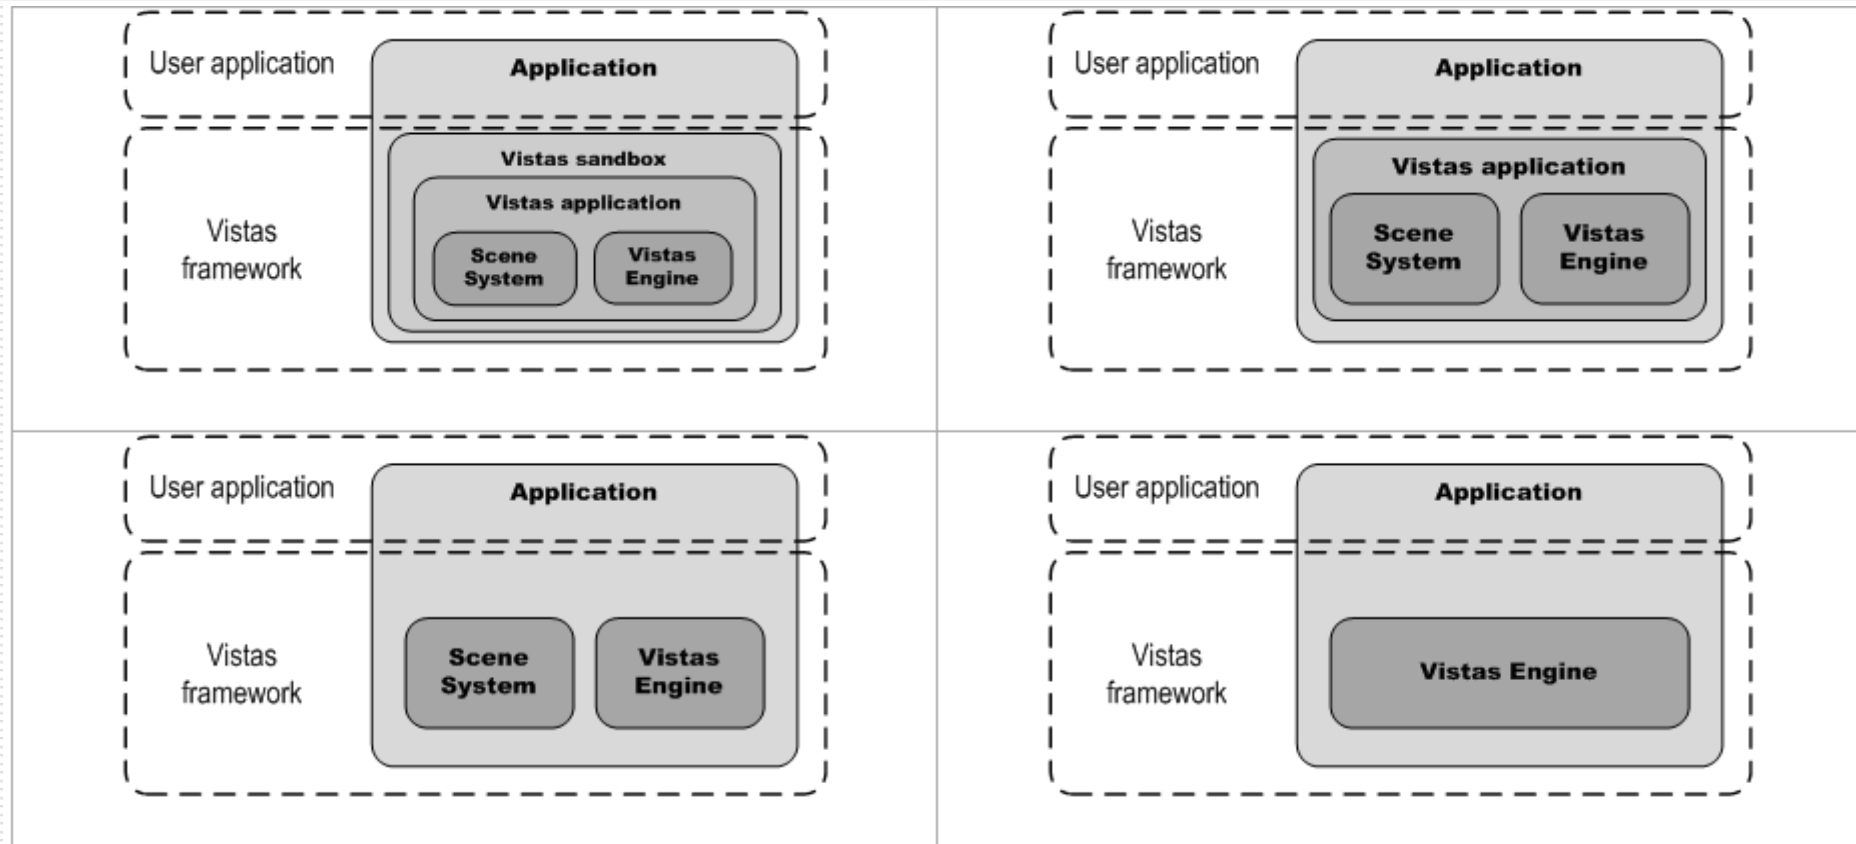 User application
Application
Vistas sandbox
Vistas application
Vistas
framework
Scene
System
Vistas
Engine
User application
Application
Vistas application
Vistas
framework
Scene
System
Vistas
Engine
User application
Application
Vistas
framework
Scene
System
Vistas
Engine
User application
Application
Vistas
framework
Vistas Engine